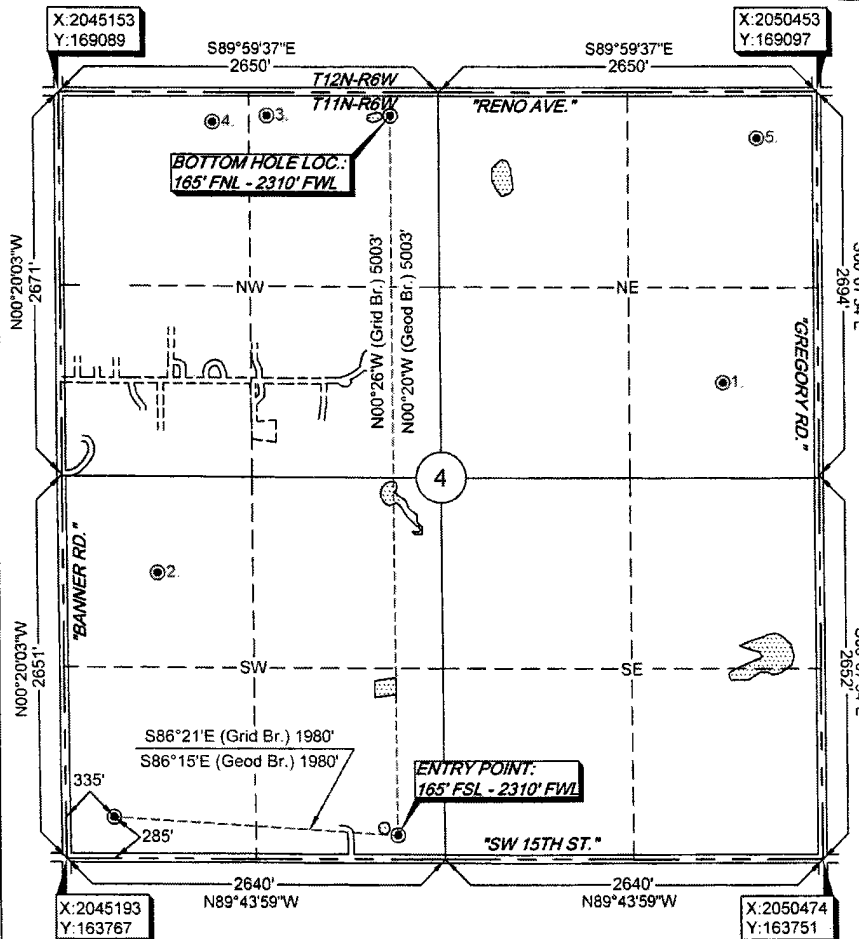 X:2045153
Y:169089
X:2050453
Y:169097
S89°59'37"E
2650'
S89°59'37"E
2650'
T12N-R6W
T11N-R6W
"RENO AVE."
4.
3.
5.
BOTTOM HOLE LOC.:
165' FNL - 2310' FWL
N00°20'03"W
2671'
NW
NE
N00°26'W (Grid Br.) 5003'
N00°20'W (Geod Br.) 5003'
2694'
"GREGORY RD."
1.
4
"BANNER RD."
2.
N00°20'03"W
2651'
SW
SE
2652'
S86°21'E (Grid Br.) 1980'
S86°15'E (Geod Br.) 1980'
335'
285'
ENTRY POINT:
165' FSL - 2310' FWL
"SW 15TH ST."
2640'
N89°43'59"W
2640'
N89°43'59"W
X:2045193
Y:163767
X:2050474
Y:163751